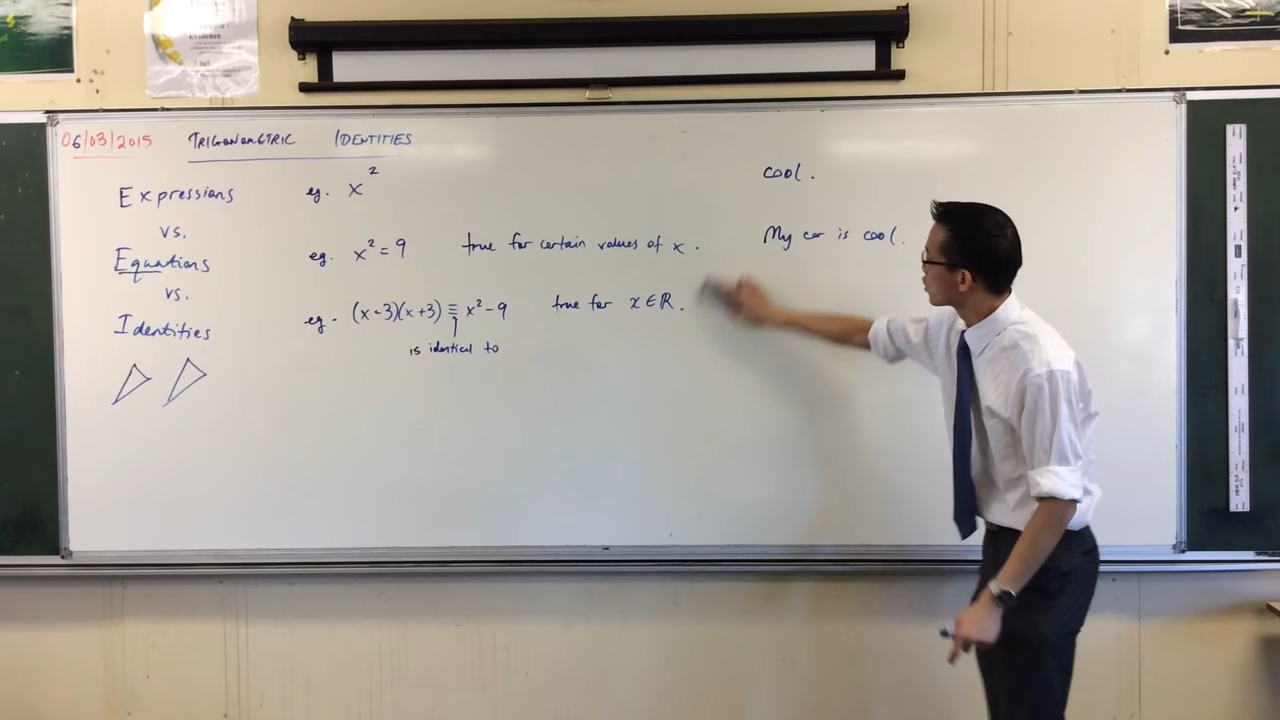 Evidence
06/03/2015 TRIGONOMETRIC IDENTITIES
Expressions eg. x² cool.
vs.
Equations eg. x² = 9 true for certain values of x. My car is cool.
vs.
Identities eg. (x-3)(x+3) ≡ x² - 9 true for x ∈ ℝ.
is identical to